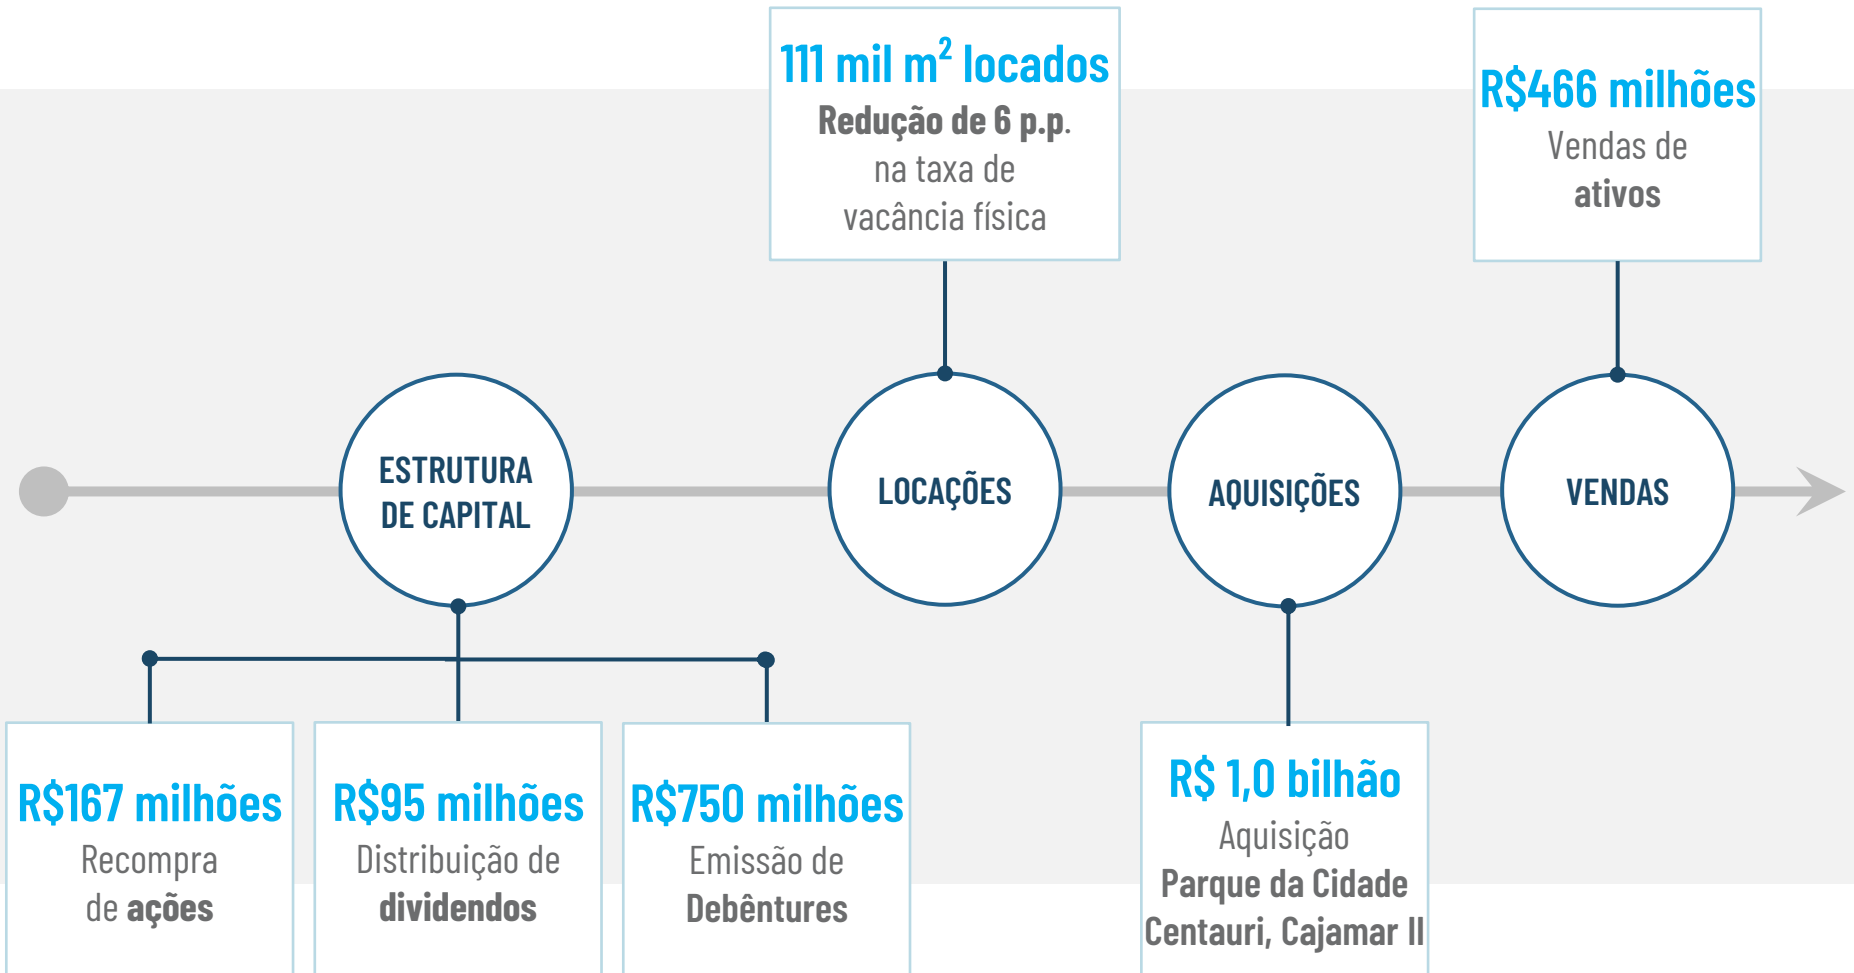 111 mil m² locados
Redução de 6 p.p.
na taxa de
vacância física
R$466 milhões
Vendas de
ativos
ESTRUTURA
DE CAPITAL
LOCAÇÕES
AQUISIÇÕES
VENDAS
R$167 milhões
Recompra
de ações
R$95 milhões
Distribuição de
dividendos
R$750 milhões
Emissão de
Debêntures
R$ 1,0 bilhão
Aquisição
Parque da Cidade
Centauri, Cajamar II